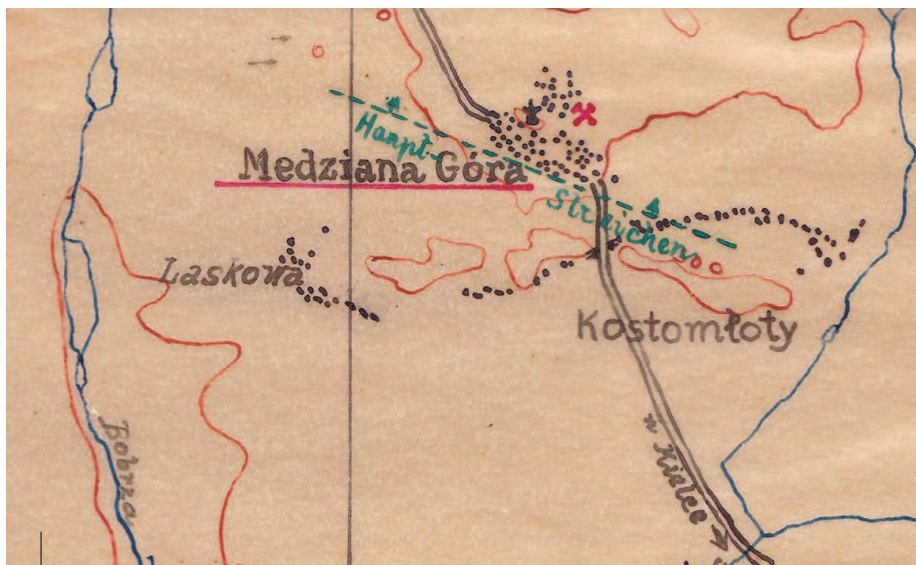 Haupt-
Medziana Góra
Streichen
Laskowa
Kostomłoty
n. Kielce
Bobrza